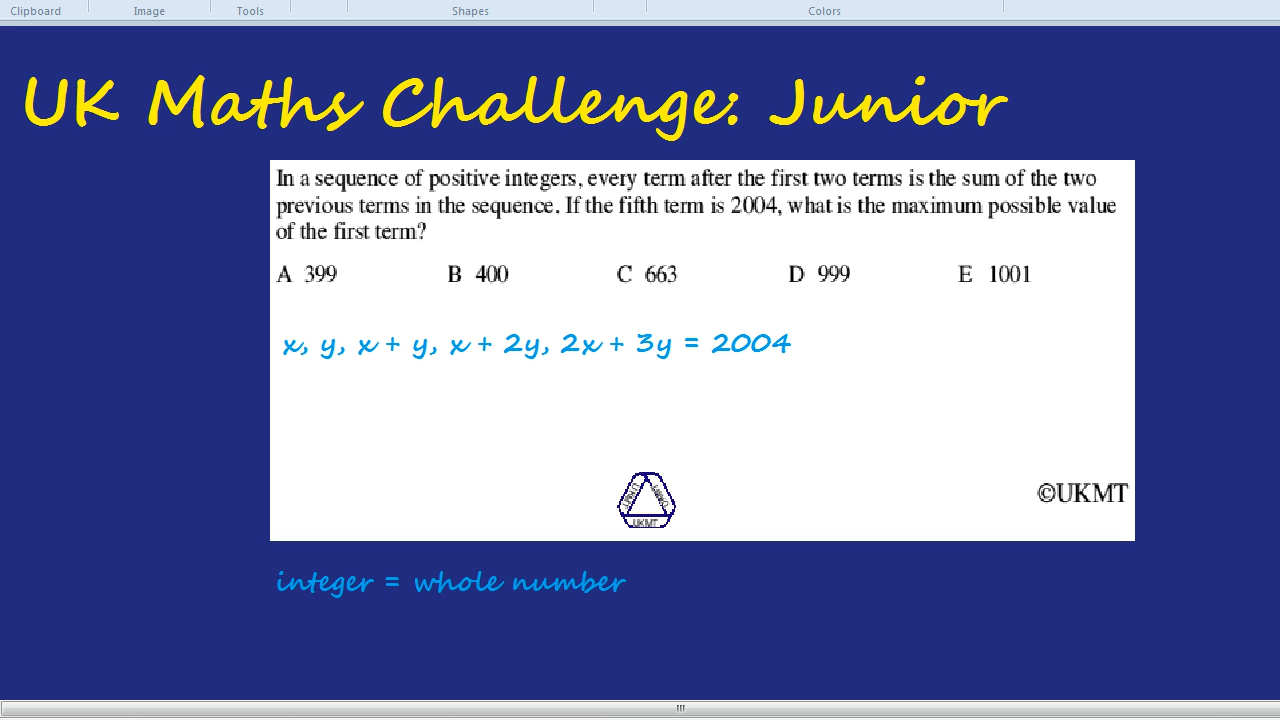 Clipboard Image Tools Shapes Colors
UK Maths Challenge: Junior
In a sequence of positive integers, every term after the first two terms is the sum of the two
previous terms in the sequence. If the fifth term is 2004, what is the maximum possible value
of the first term?
A 399 B 400 C 663 D 999 E 1001
x, y, x + y, x + 2y, 2x + 3y = 2004
UKMT UKMT UKMT
©UKMT
integer = whole number